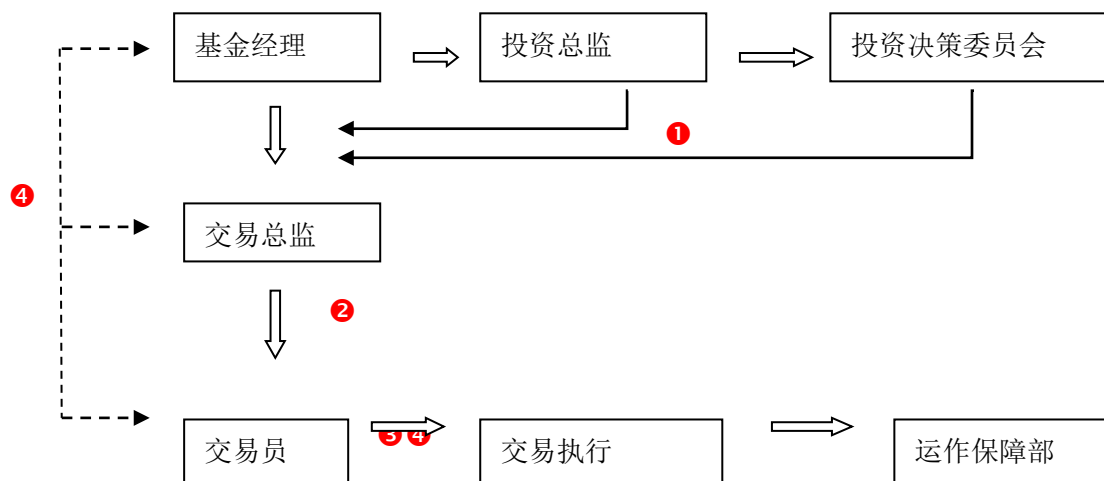 基金经理
投资总监
投资决策委员会
❶
❹
交易总监
❷
交易员
❸❹
交易执行
运作保障部